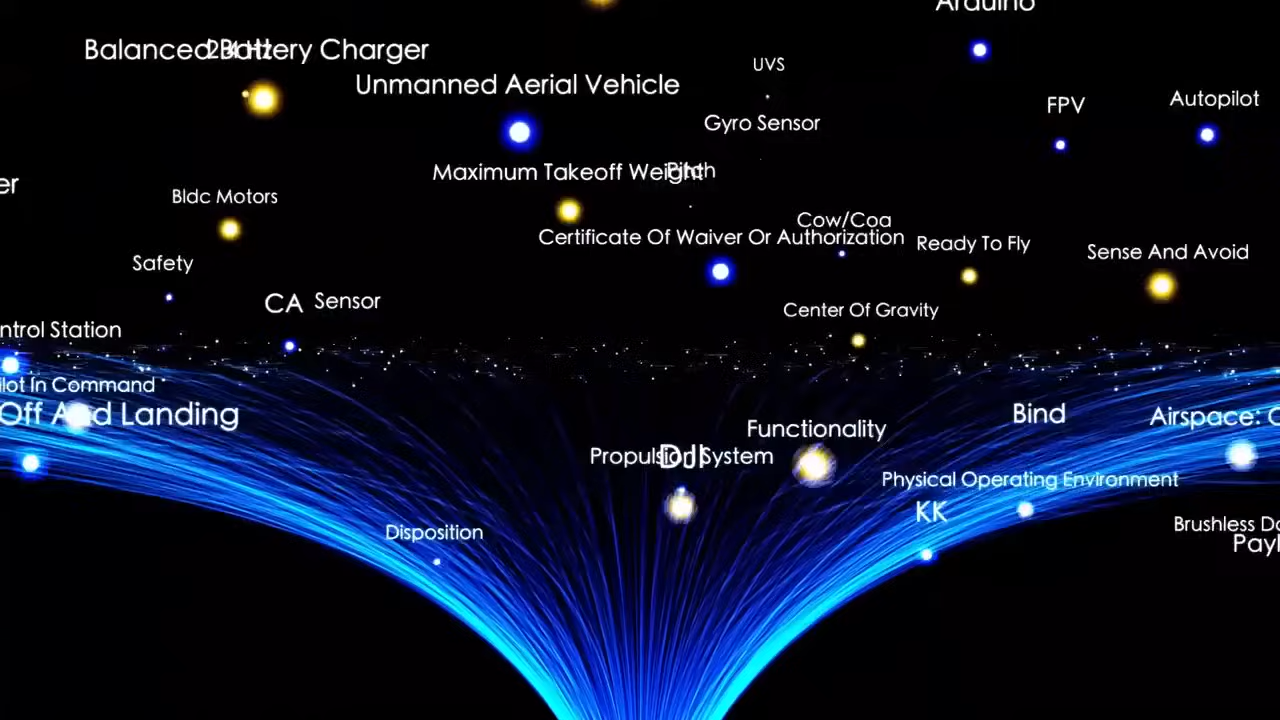 Arduino
Balanced Battery Charger
2.4 Hz
UVS
Unmanned Aerial Vehicle
Autopilot
FPV
Gyro Sensor
Pitch
Maximum Takeoff Weight
er
Bldc Motors
Cow/Coa
Certificate Of Waiver Or Authorization
Ready To Fly
Sense And Avoid
Safety
CA
Sensor
Center Of Gravity
ntrol Station
ilot In Command
Off And Landing
Bind
Airspace:
Functionality
DJI
Propulsion System
Physical Operating Environment
KK
Brushless
Disposition
Payl